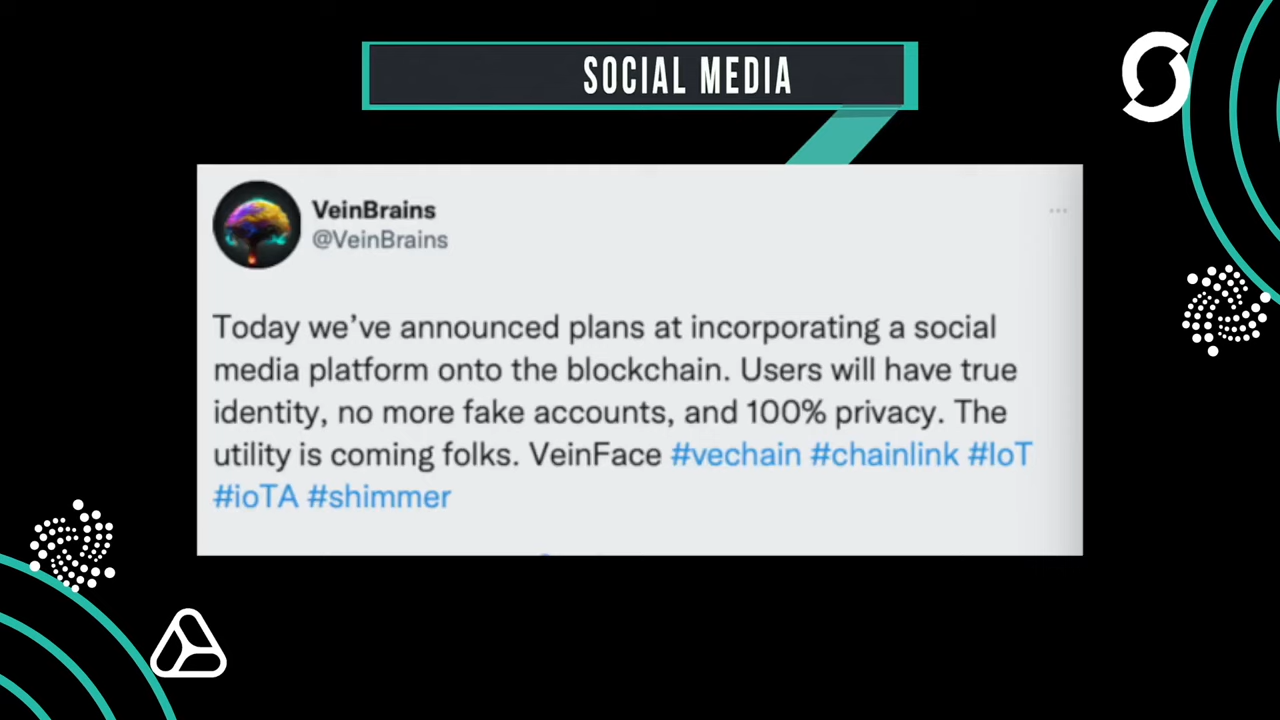 SOCIAL MEDIA
VeinBrains
@VeinBrains
Today we’ve announced plans at incorporating a social
media platform onto the blockchain. Users will have true
identity, no more fake accounts, and 100% privacy. The
utility is coming folks. VeinFace #vechain #chainlink #IoT
#ioTA #shimmer